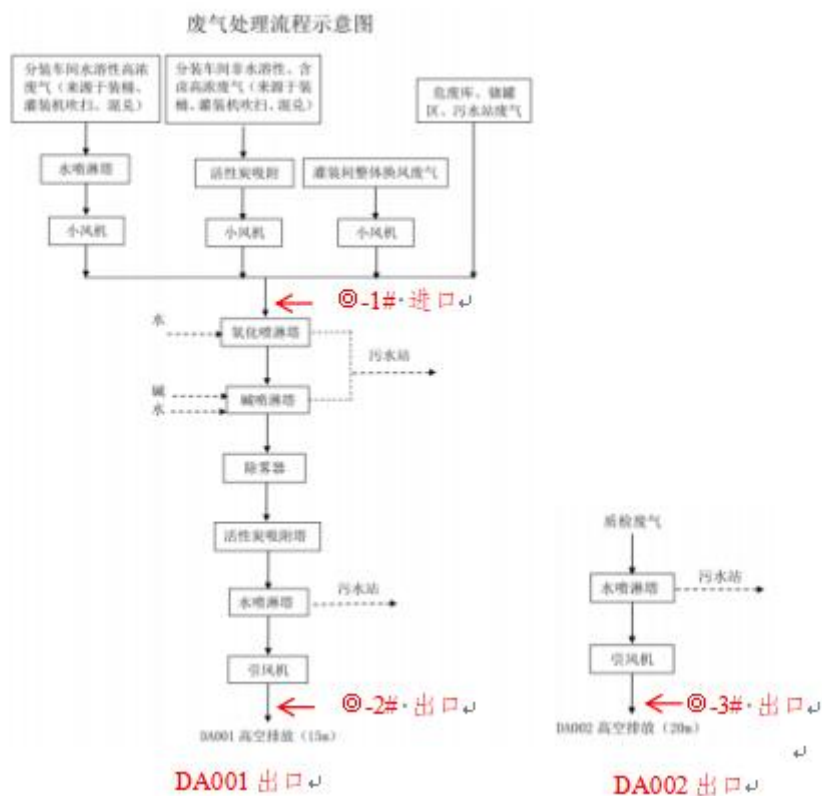 废气处理流程示意图
分装车间水溶性高浓
废气（来源于装桶、
灌装机吹扫、混兑）
分装车间非水溶性、含
卤高浓废气（来源于装
桶、灌装机吹扫、混兑）
危废库、储罐
区、污水站废气
水喷淋塔
活性炭吸附
灌装间整体换风废气
小风机
小风机
小风机
◎-1#·进口↵
水
氧化喷淋塔
污水站
碱
水
碱喷淋塔
除雾器
活性炭吸附塔
水喷淋塔
污水站
引风机
◎-2#·出口↵
DA001 高空排放（15m）
DA001 出口↵
质检废气
水喷淋塔
污水站
引风机
◎-3#·出口↵
DA002 高空排放（20m）
↵
DA002 出口↵